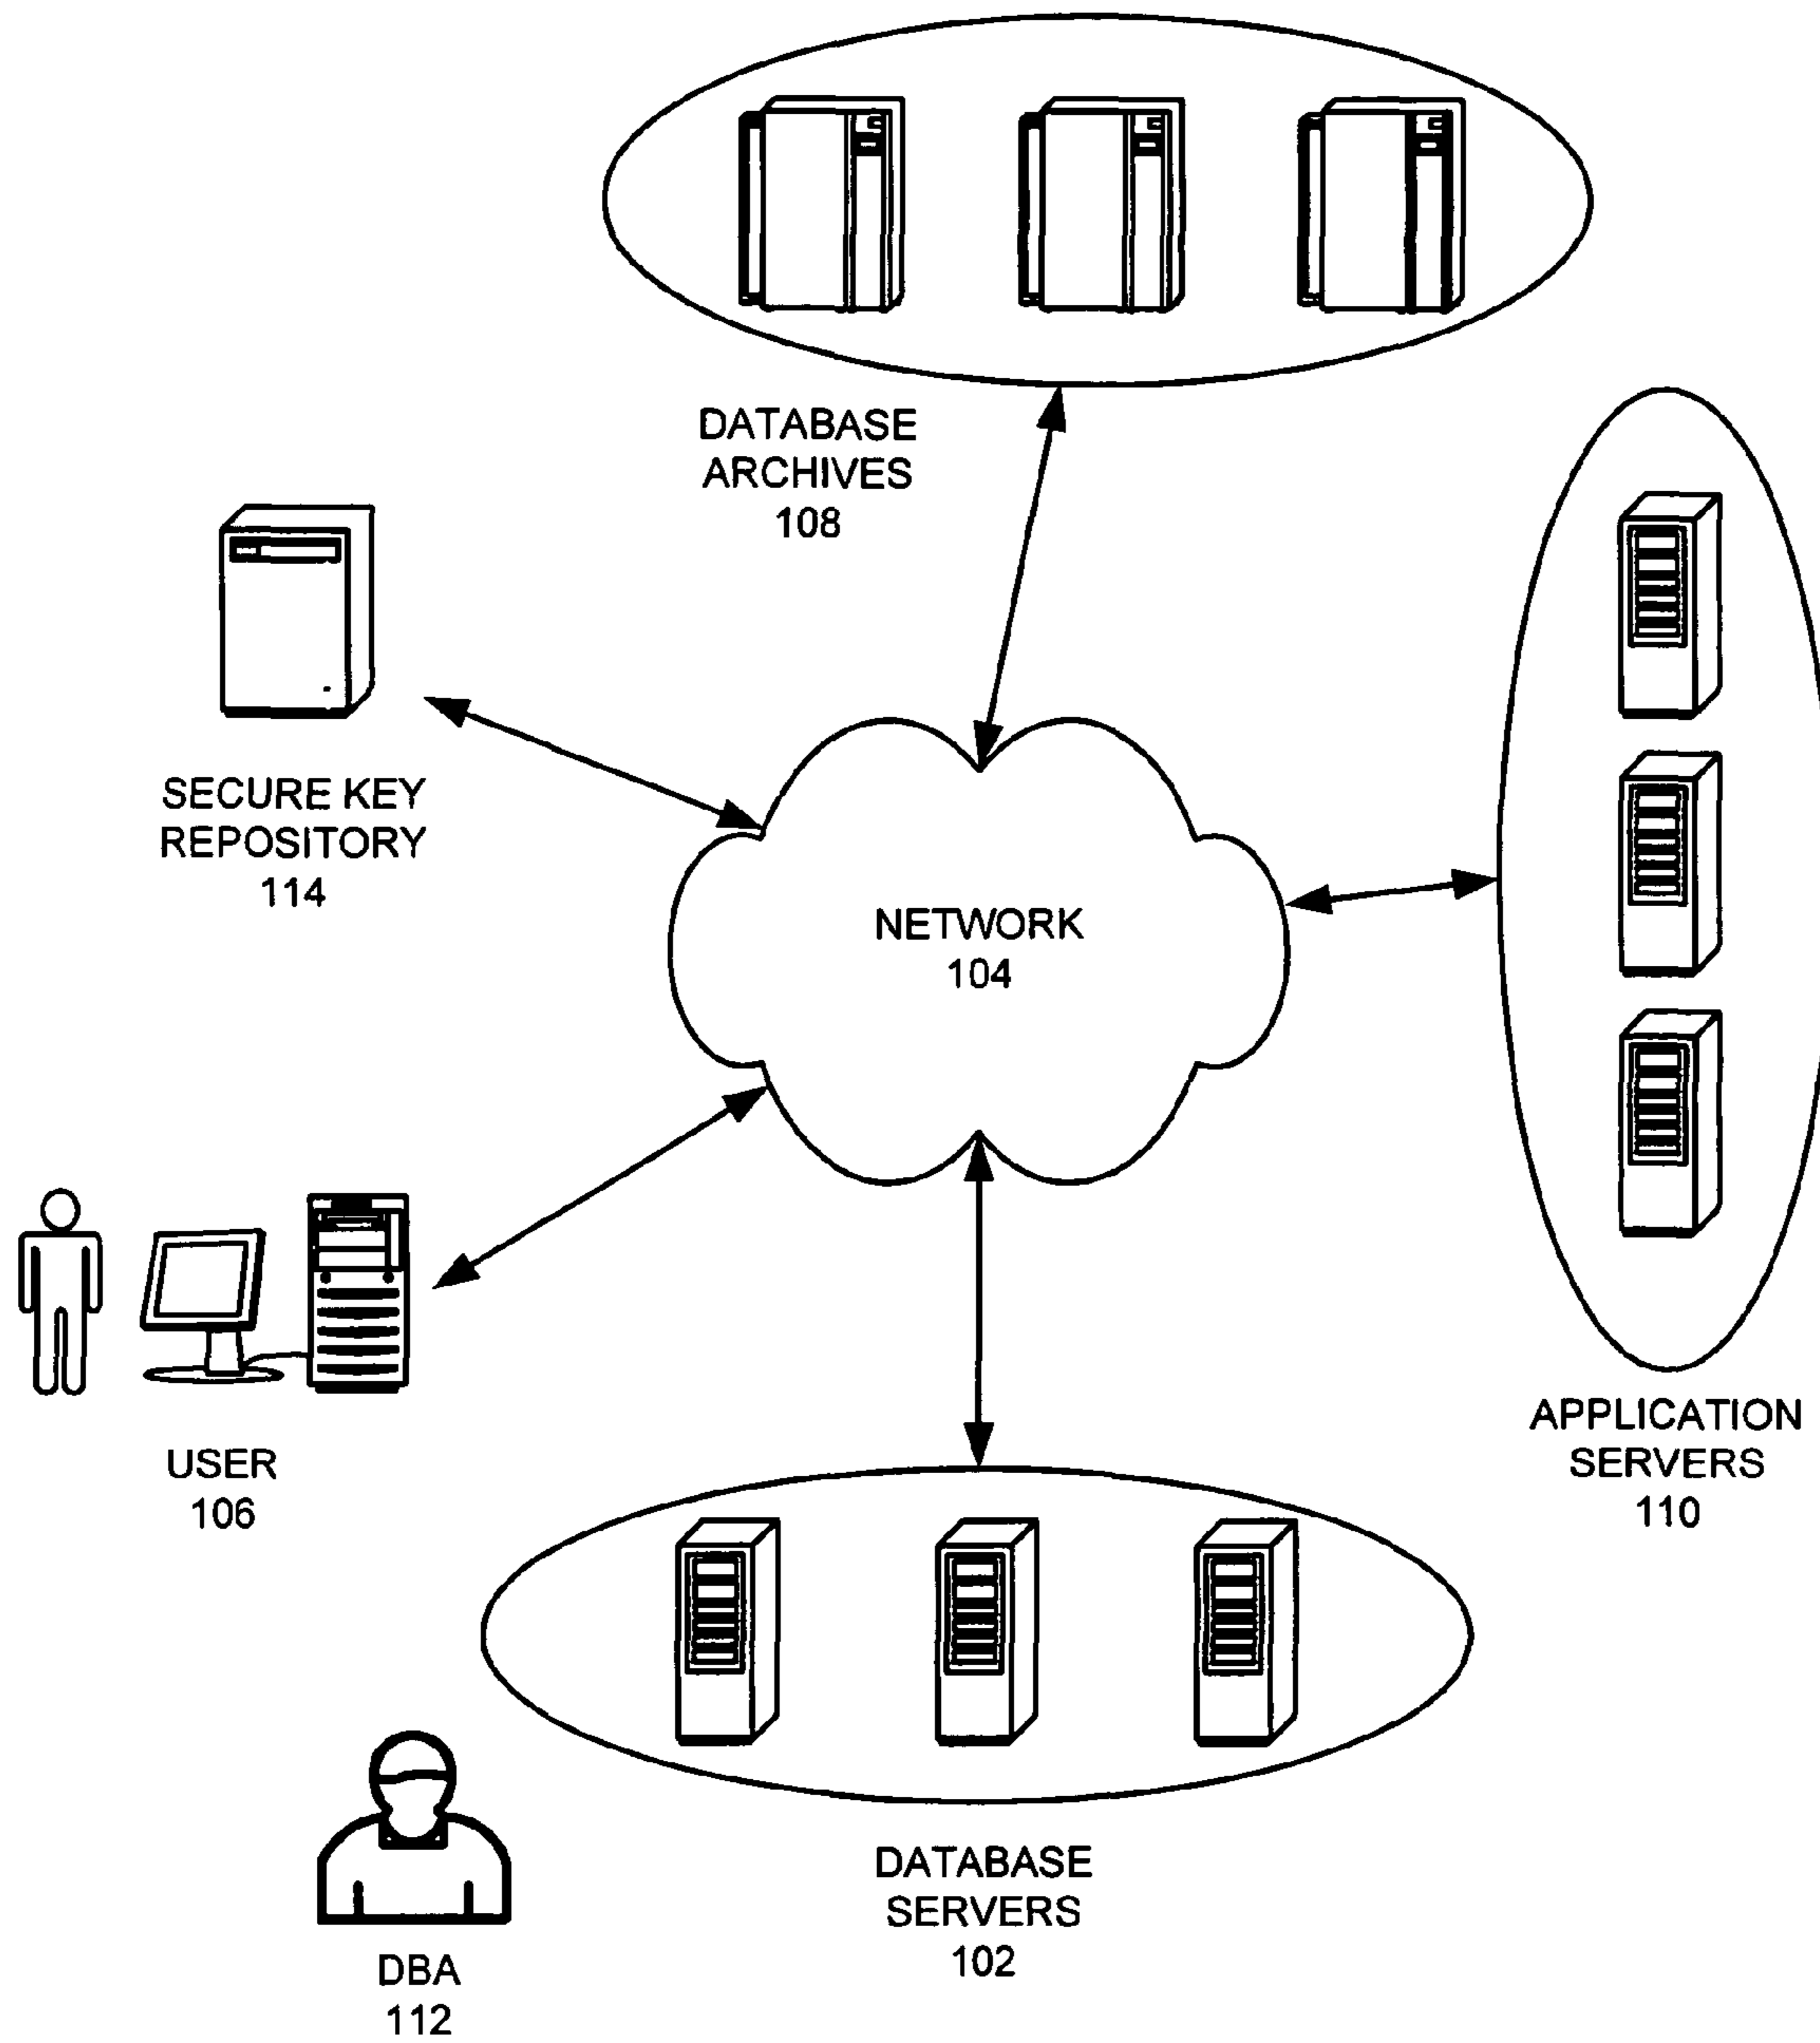 DATABASE
ARCHIVES
108
SECURE KEY
REPOSITORY
114
NETWORK
104
USER
106
APPLICATION
SERVERS
110
DATABASE
SERVERS
102
DBA
112